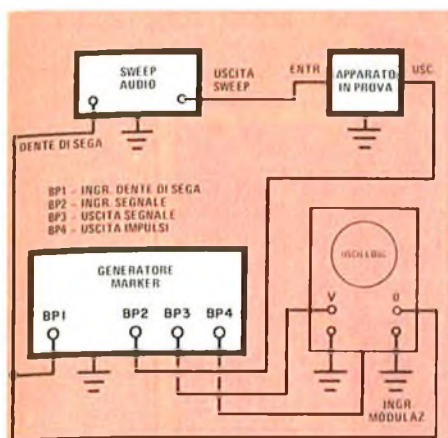 SWEEP
AUDIO
USCITA
SWEEP
ENTR.
APPARATO
IN PROVA
USC.
DENTE DI SEGA
BP1 - INGR. DENTE DI SEGA
BP2 - INGR. SEGNALE
BP3 - USCITA SEGNALE
BP4 - USCITA IMPULSI
GENERATORE
MARKER
BP1 BP2 BP3 BP4
V O
INGR
MODULAZ